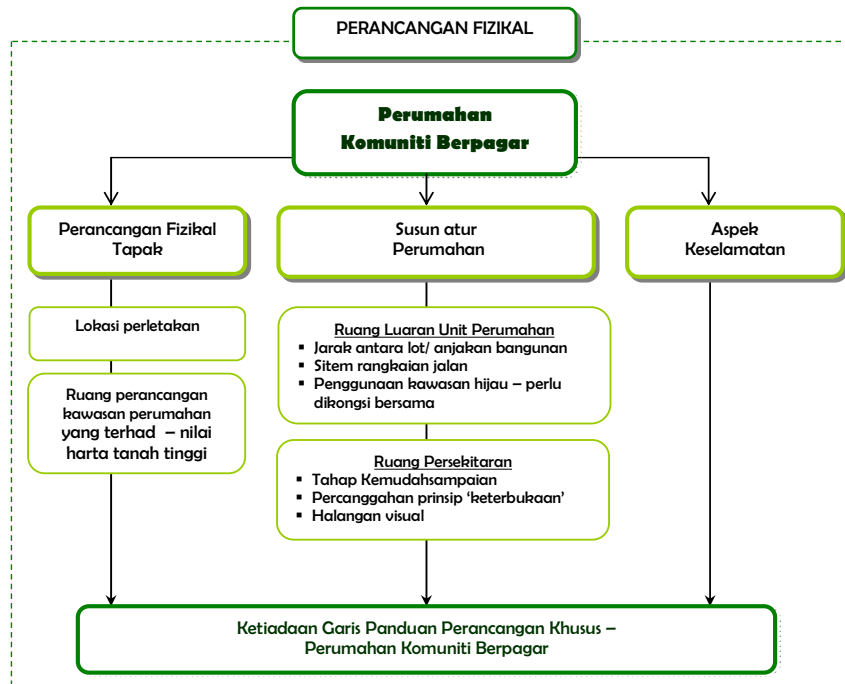 PERANCANGAN FIZIKAL
Perumahan
Komuniti Berpagar
Perancangan Fizikal
Tapak
Lokasi perletakan
Ruang perancangan
kawasan perumahan
yang terhad – nilai
harta tanah tinggi
Susun atur
Perumahan
Ruang Luaran Unit Perumahan
▪ Jarak antara lot/ anjakan bangunan
▪ Sitem rangkaian jalan
▪ Penggunaan kawasan hijau – perlu
dikongsi bersama
Ruang Persekitaran
▪ Tahap Kemudahsampaian
▪ Percanggahan prinsip ‘keterbukaan’
▪ Halangan visual
Aspek
Keselamatan
Ketiadaan Garis Panduan Perancangan Khusus –
Perumahan Komuniti Berpagar